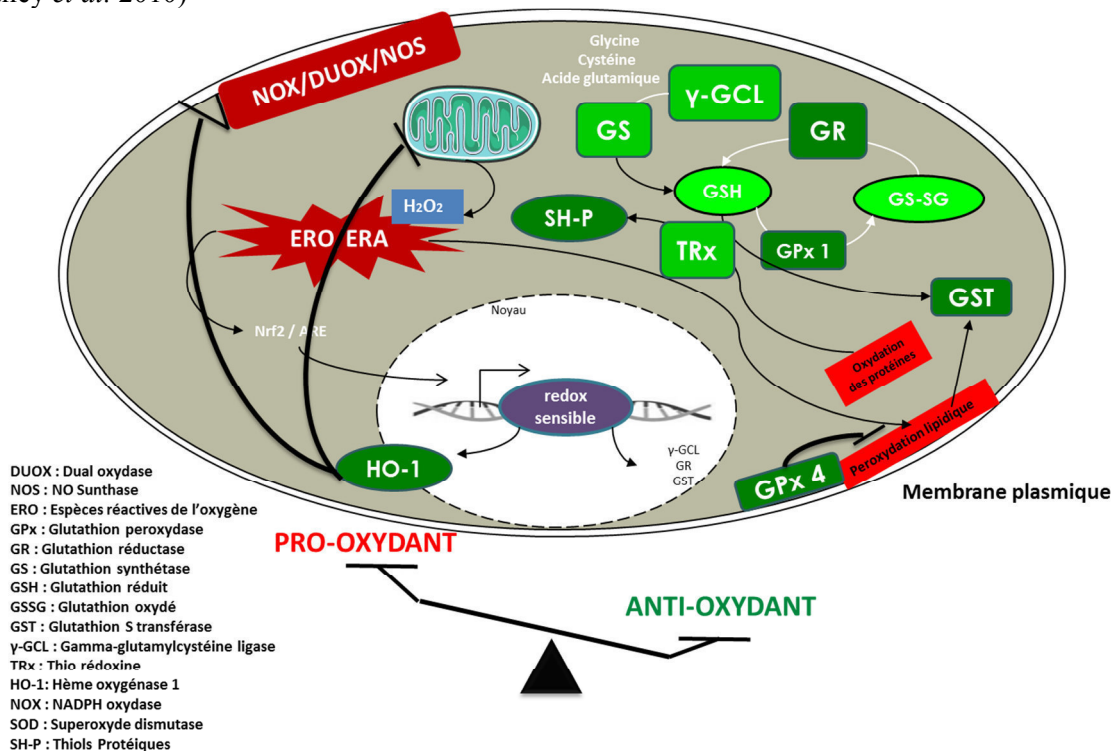 et al. 2010)
NOX/DUOX/NOS
Glycine
Cystéine
Acide glutamique
γ-GCL
GS
GR
H₂O₂
GSH
GS-SG
SH-P
TRx
GPx 1
ERO/ERA
GST
Nrf2 / ARE
Noyau
Oxydation
des protéines
redox
sensible
Peroxydation lipidique
HO-1
γ-GCL
GR
GST
GPx 4
Membrane plasmique
DUOX : Dual oxydase
NOS : NO Sunthase
ERO : Espèces réactives de l'oxygène
GPx : Glutathion peroxydase
GR : Glutathion réductase
GS : Glutathion synthétase
GSH : Glutathion réduit
GSSG : Glutathion oxydé
GST : Glutathion S transférase
γ-GCL : Gamma-glutamylcystéine ligase
TRx : Thio rédoxine
HO-1: Hème oxygénase 1
NOX : NADPH oxydase
SOD : Superoxyde dismutase
SH-P : Thiols Protéiques
PRO-OXYDANT
ANTI-OXYDANT